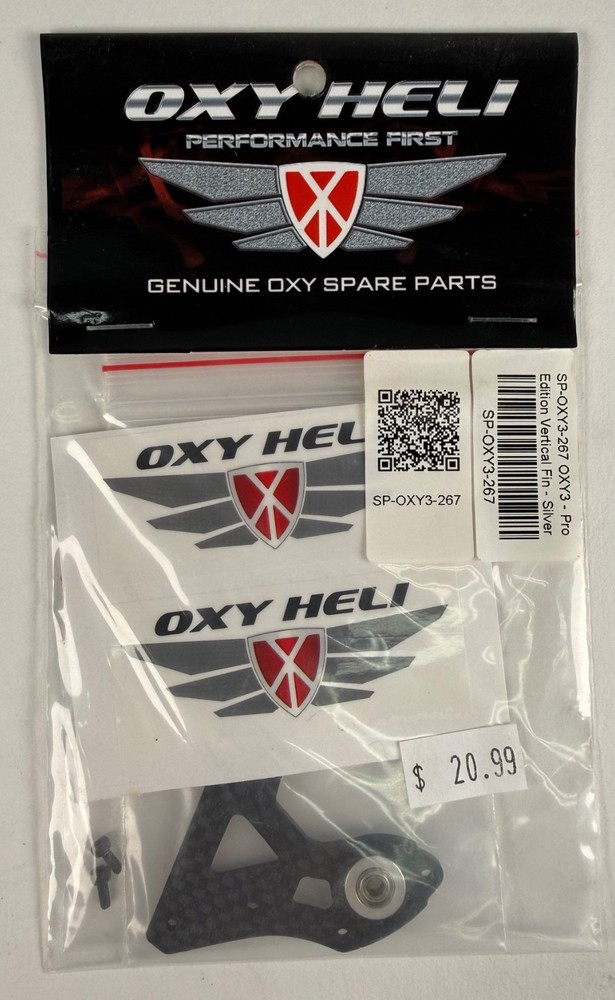 OXY HELI
PERFORMANCE FIRST
GENUINE OXY SPARE PARTS
SP-OXY3-267
SP-OXY3-267 OXY3 - Pro
Edition Vertical Fin - Silver
SP-OXY3-267
OXY HEL
OXY HELI
$ 20.99